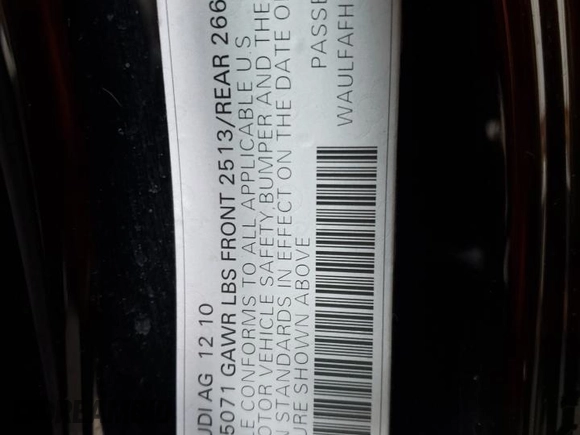 UDI AG 12 10
5071 GAWR LBS FRONT 2513/REAR 266
LE CONFORMS TO ALL APPLICABLE U.S
OTOR VEHICLE SAFETY, BUMPER AND THE
N STANDARDS IN EFFECT ON THE DATE O
URE SHOWN ABOVE
PASSE
WAULFAFH